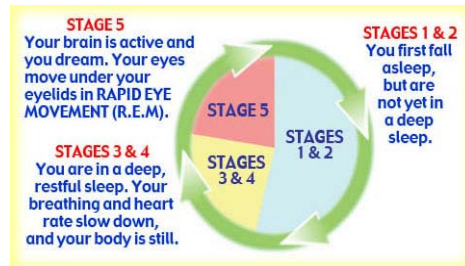 STAGE 5
Your brain is active and
you dream. Your eyes
move under your
eyelids in RAPID EYE
MOVEMENT (R.E.M).
STAGES 1 & 2
You first fall
asleep,
but are
not yet in
a deep
sleep.
STAGE 5
STAGES
1 & 2
STAGES
3 & 4
STAGES 3 & 4
You are in a deep,
restful sleep. Your
breathing and heart
rate slow down,
and your body is still.